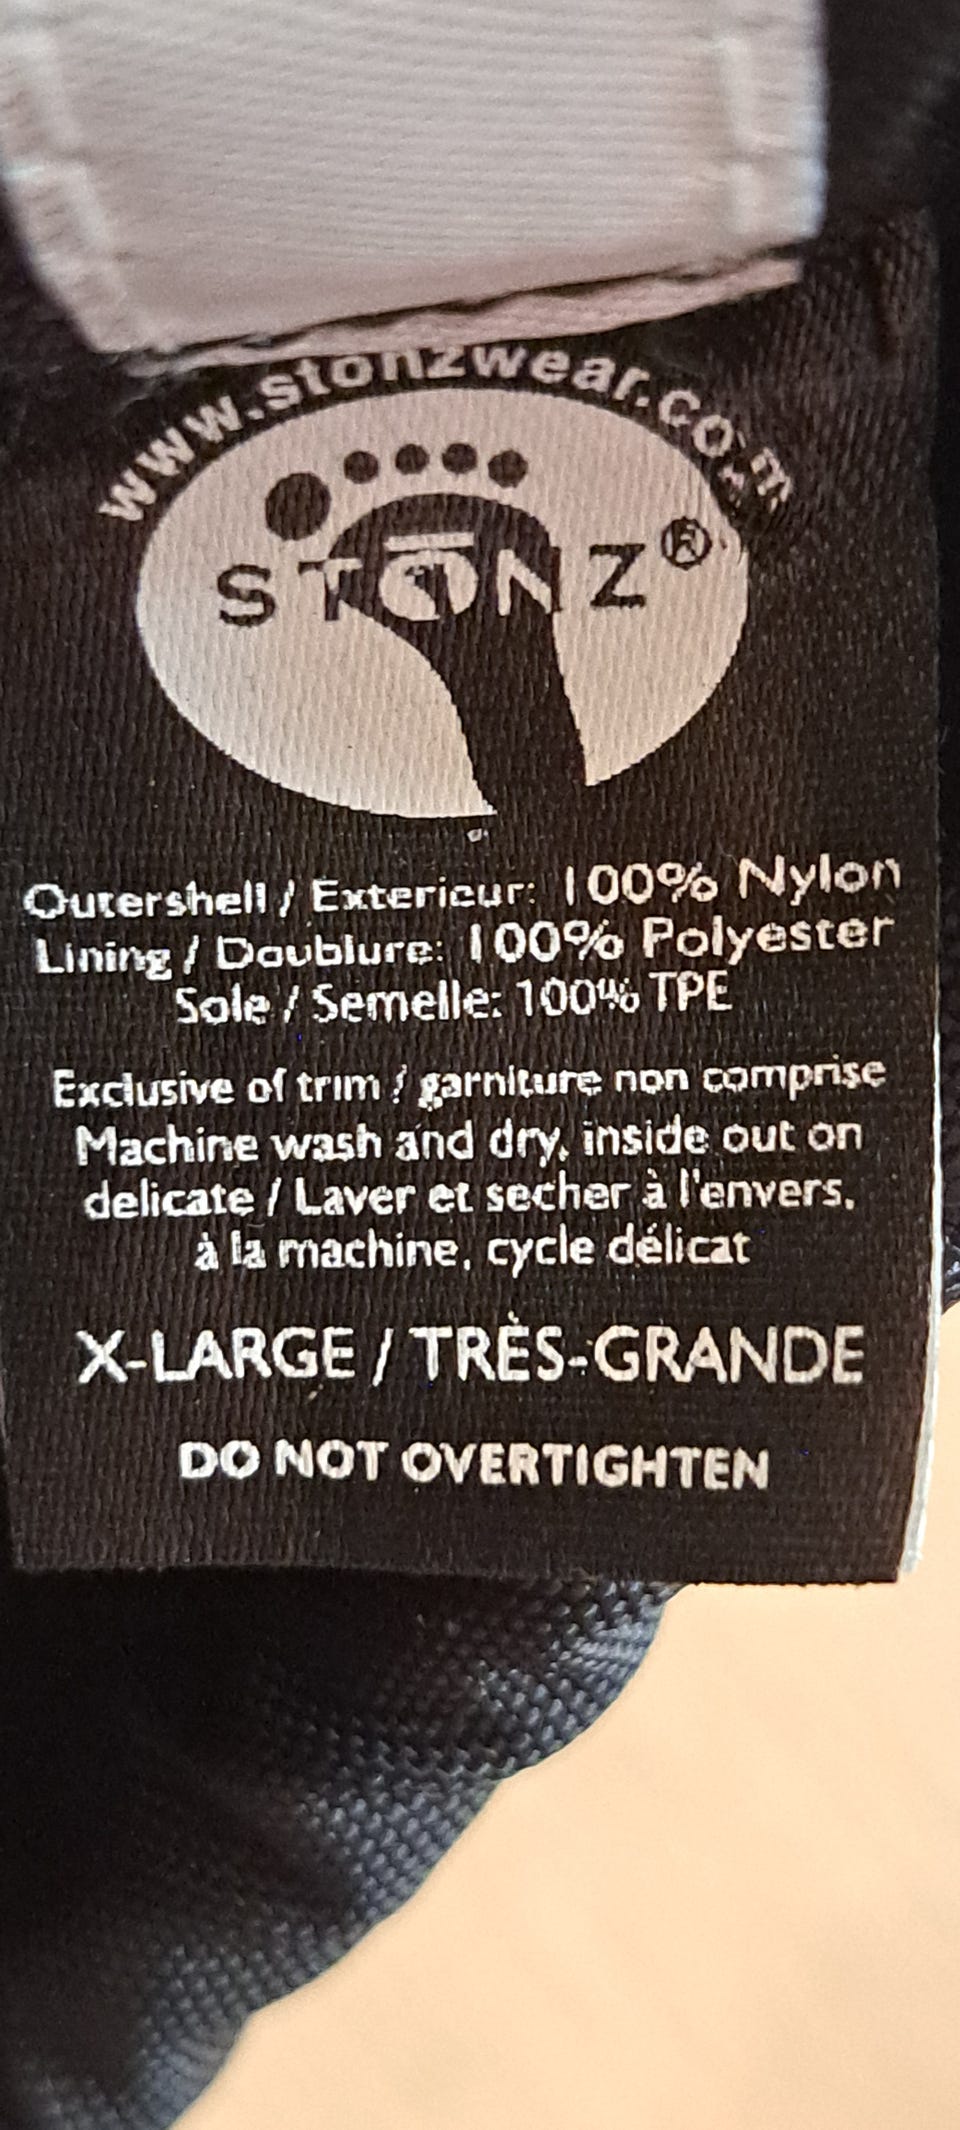 www.stonzwear.com
STŌNZ®
Outershell / Exterieur: 100% Nylon
Lining / Doublure: 100% Polyester
Sole / Semelle: 100% TPE
Exclusive of trim / garniture non comprise
Machine wash and dry, inside out on
delicate / Laver et secher à l'envers,
à la machine, cycle délicat
X-LARGE / TRÈS-GRANDE
DO NOT OVERTIGHTEN